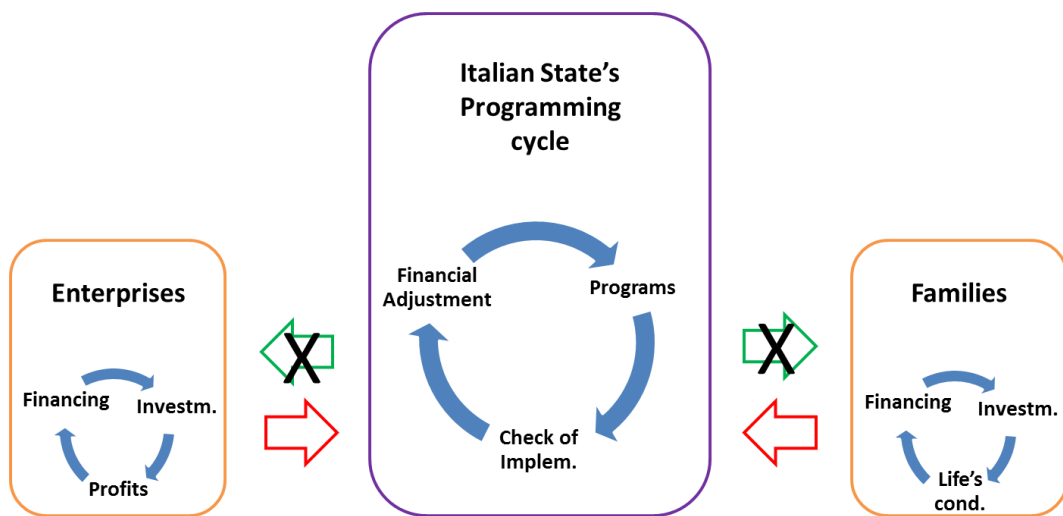 Italian State's
Programming
cycle
Financial
Adjustment
Programs
Check of
Implem.
Enterprises
Financing
Investm.
Profits
X
X
Families
Financing
Investm.
Life's
cond.